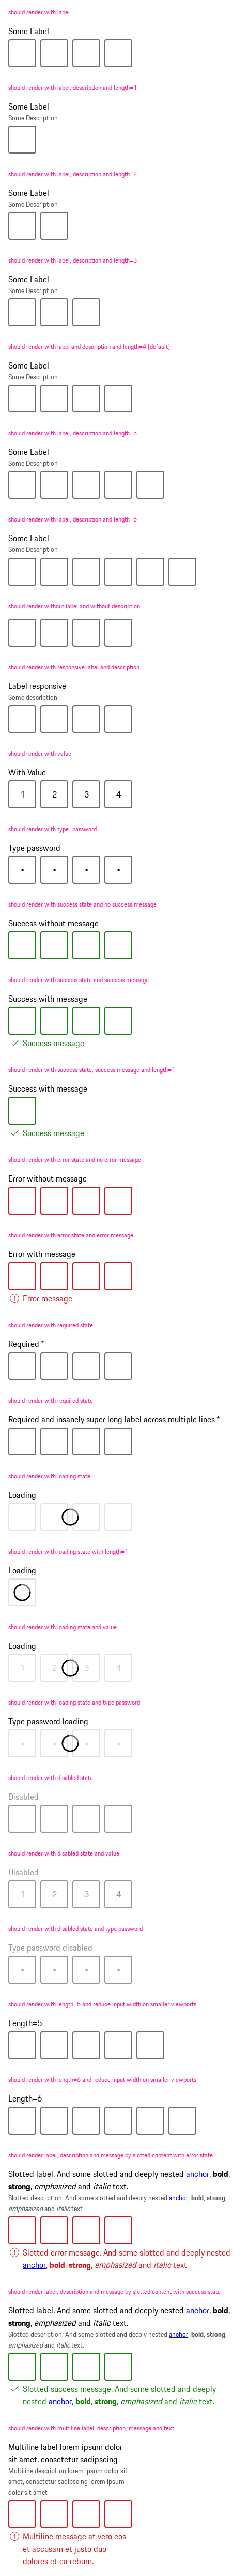 should render with label
Some Label
should render with label, description and length=1
Some Label
Some Description
should render with label, description and length=2
Some Label
Some Description
should render with label, description and length=3
Some Label
Some Description
should render with label and description and length=4 (default)
Some Label
Some Description
should render with label, description and length=5
Some Label
Some Description
should render with label, description and length=6
Some Label
Some Description
should render without label and without description
should render with responsive label and description
Label responsive
Some description
should render with value
With Value
1 2 3 4
should render with type=password
Type password
• • • •
should render with success state and no success message
Success without message
should render with success state and success message
Success with message
Success message
should render with success state, success message and length=1
Success with message
Success message
should render with error state and no error message
Error without message
should render with error state and error message
Error with message
Error message
should render with required state
Required *
should render with required state
Required and insanely super long label across multiple lines *
should render with loading state
Loading
should render with loading state with length=1
Loading
should render with loading state and value
Loading
1 2 3 4
should render with loading state and type password
Type password loading
• • • •
should render with disabled state
Disabled
should render with disabled state and value
Disabled
1 2 3 4
should render with disabled state and type password
Type password disabled
• • • •
should render with length=5 and reduce input width on smaller viewports
Length=5
should render with length=6 and reduce input width on smaller viewports
Length=6
should render label, description and message by slotted content with error state
Slotted label. And some slotted and deeply nested anchor, bold,
strong, emphasized and italic text.
Slotted description. And some slotted and deeply nested anchor, bold, strong,
emphasized and italic text.
Slotted error message. And some slotted and deeply nested
anchor, bold, strong, emphasized and italic text.
should render label, description and message by slotted content with success state
Slotted label. And some slotted and deeply nested anchor, bold,
strong, emphasized and italic text.
Slotted description. And some slotted and deeply nested anchor, bold, strong,
emphasized and italic text.
Slotted success message. And some slotted and deeply
nested anchor, bold, strong, emphasized and italic text.
should render with multiline label, description, message and text
Multiline label lorem ipsum dolor
sit amet, consetetur sadipscing
Multiline description lorem ipsum dolor sit
amet, consetetur sadipscing lorem ipsum
dolor sit amet
Multiline message at vero eos
et accusam et justo duo
dolores et ea rebum.